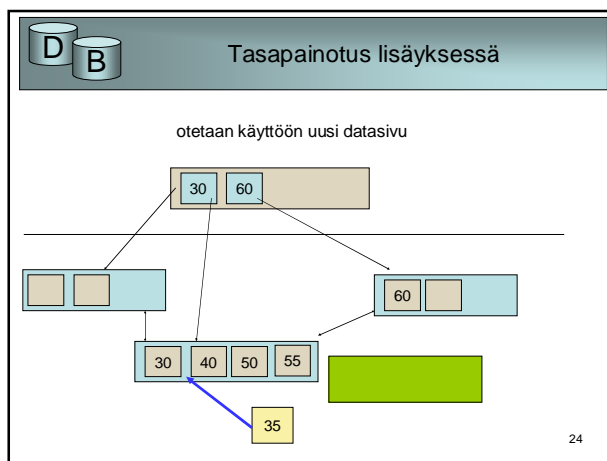 D B
Tasapainotus lisäyksessä
otetaan käyttöön uusi datasivu
30 60
60
30 40 50 55
35
24